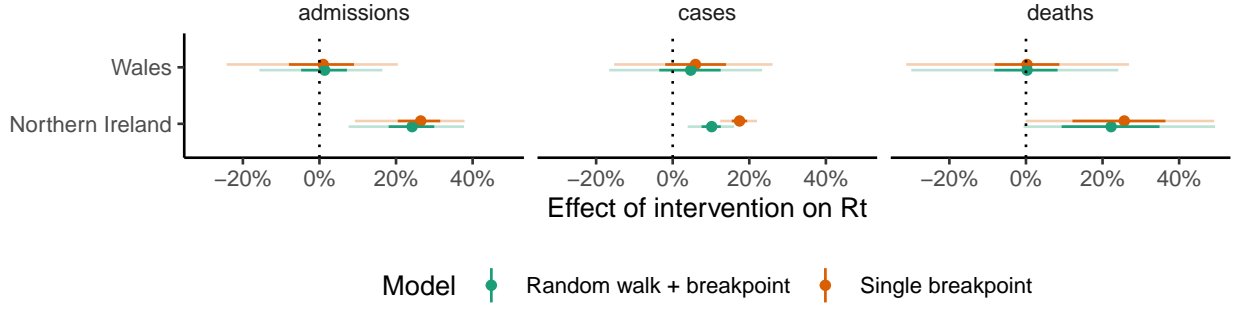 admissions cases deaths
Wales
Northern Ireland
−20% 0% 20% 40% −20% 0% 20% 40% −20% 0% 20% 40%
Effect of intervention on Rt
Model Random walk + breakpoint Single breakpoint